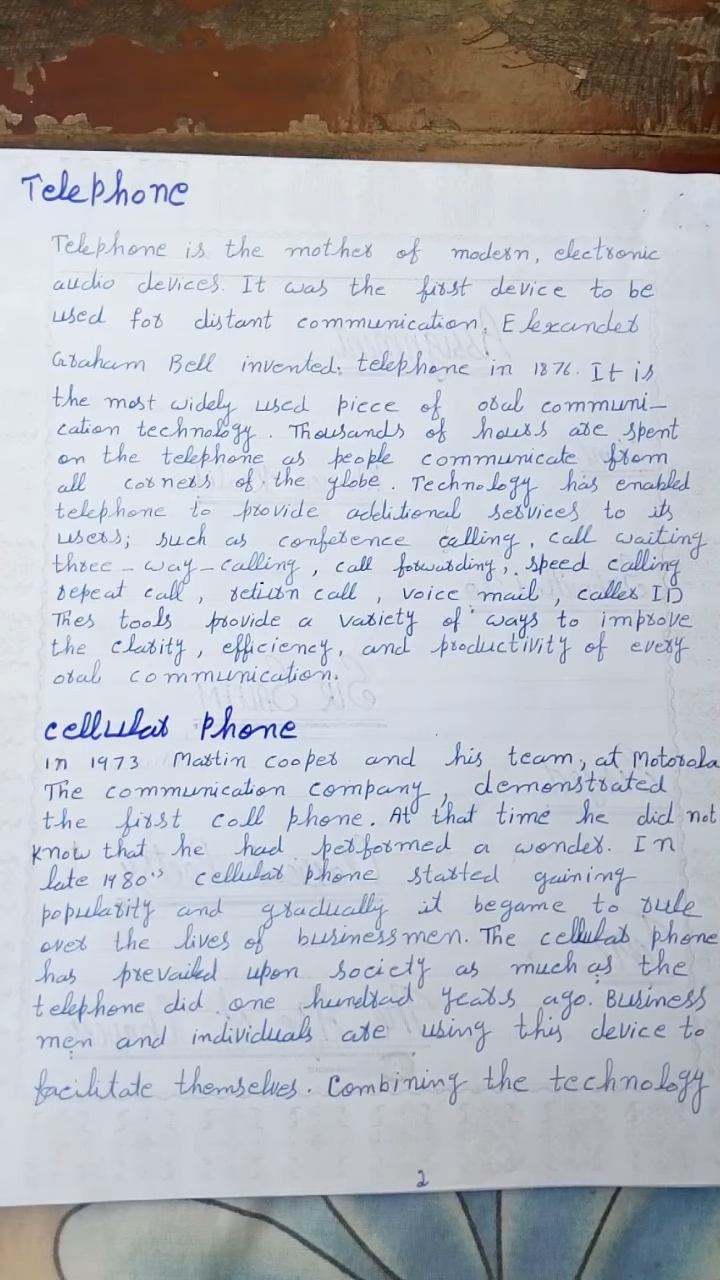 Telephone
Telephone is the mother of modern, electronic
audio devices. It was the first device to be
used for distant communication. Elexander
Graham Bell invented, telephone in 1876. It is
the most widely used piece of oral communi-
cation technology. Thousands of hours are spent
on the telephone as people communicate from
all corners of the globe. Technology has enabled
telephone to provide additional services to its
users; such as conference calling, call waiting
three-way-calling, call forwarding, speed calling
repeat call, return call, voice mail, caller ID
Thes tools provide a variety of ways to improve
the clarity, efficiency, and productivity of every
oral communication.
cellular phone
in 1973 Martin cooper and his team, at Motorola
The communication company, demonstrated
the first coll phone. At that time he did not
know that he had performed a wonder. In
late 1980's cellular phone started gaining
popularity and gradually it begame to rule
over the lives of businessmen. The cellular phone
has prevailed upon society as much as the
telephone did one hundrad years ago. Business
men and individuals are using this device to
facilitate themselves. Combining the technology
2